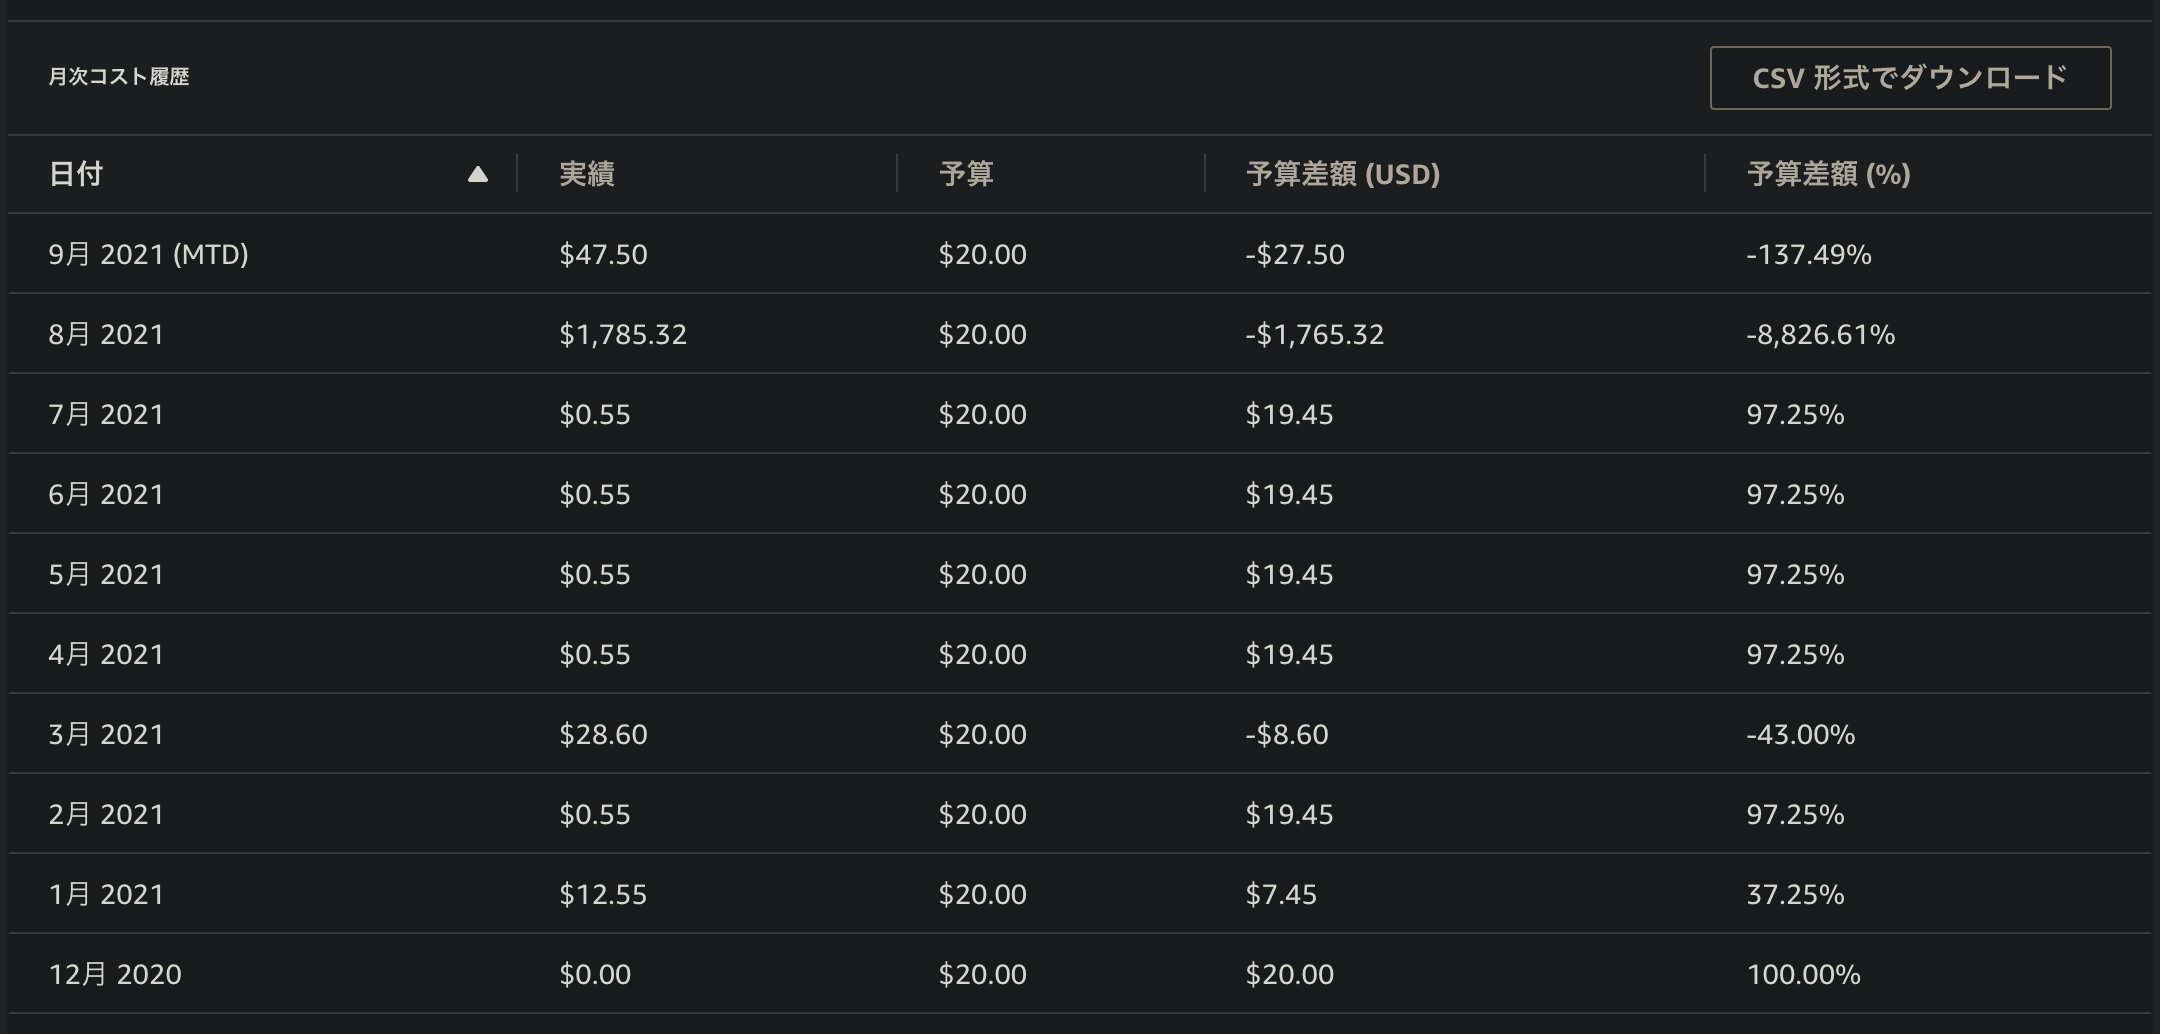 月次コスト履歴 CSV 形式でダウンロード
日付 ▲ 実績 予算 予算差額 (USD) 予算差額 (%)
9月 2021 (MTD) $47.50 $20.00 -$27.50 -137.49%
8月 2021 $1,785.32 $20.00 -$1,765.32 -8,826.61%
7月 2021 $0.55 $20.00 $19.45 97.25%
6月 2021 $0.55 $20.00 $19.45 97.25%
5月 2021 $0.55 $20.00 $19.45 97.25%
4月 2021 $0.55 $20.00 $19.45 97.25%
3月 2021 $28.60 $20.00 -$8.60 -43.00%
2月 2021 $0.55 $20.00 $19.45 97.25%
1月 2021 $12.55 $20.00 $7.45 37.25%
12月 2020 $0.00 $20.00 $20.00 100.00%